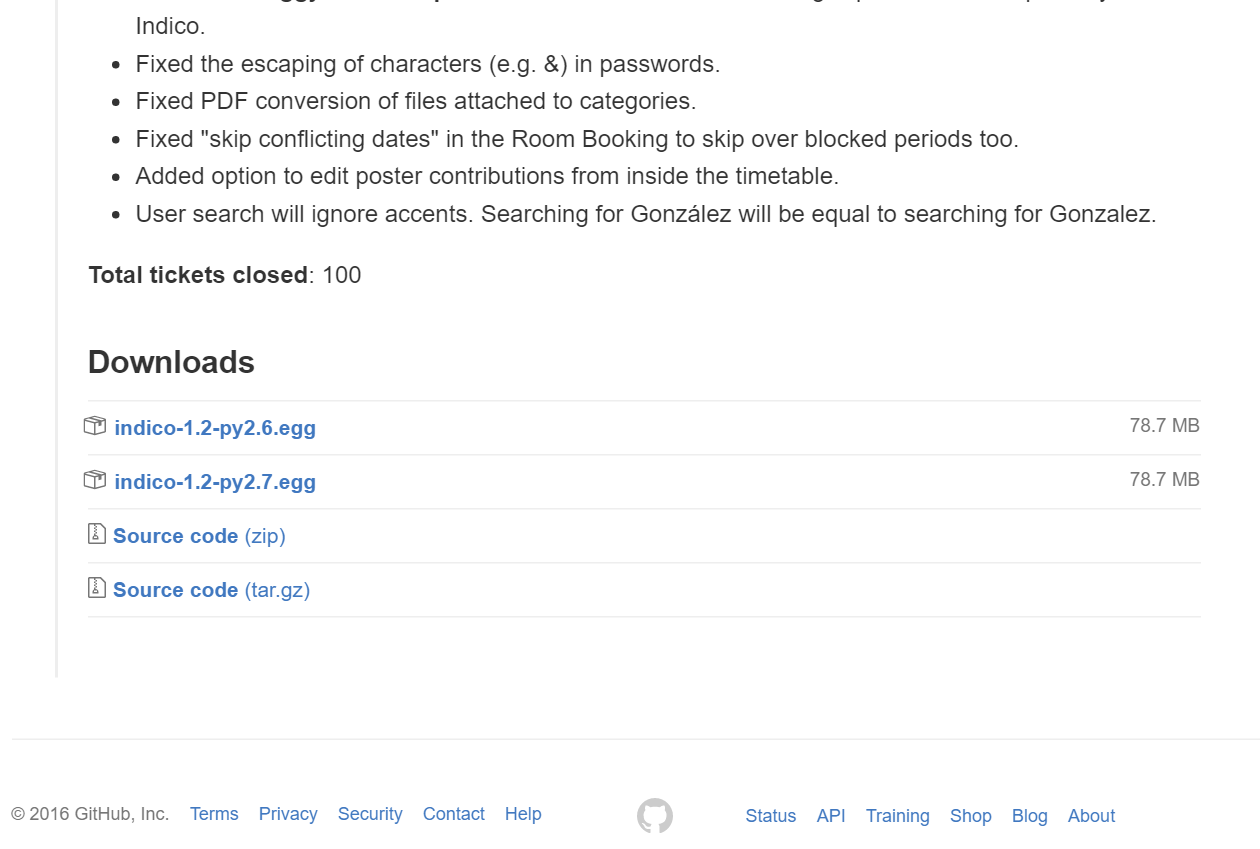 Indico.
Fixed the escaping of characters (e.g. &) in passwords.
Fixed PDF conversion of files attached to categories.
Fixed "skip conflicting dates" in the Room Booking to skip over blocked periods too.
Added option to edit poster contributions from inside the timetable.
User search will ignore accents. Searching for González will be equal to searching for Gonzalez.
Total tickets closed: 100
Downloads
indico-1.2-py2.6.egg 78.7 MB
indico-1.2-py2.7.egg 78.7 MB
Source code (zip)
Source code (tar.gz)
© 2016 GitHub, Inc. Terms Privacy Security Contact Help Status API Training Shop Blog About